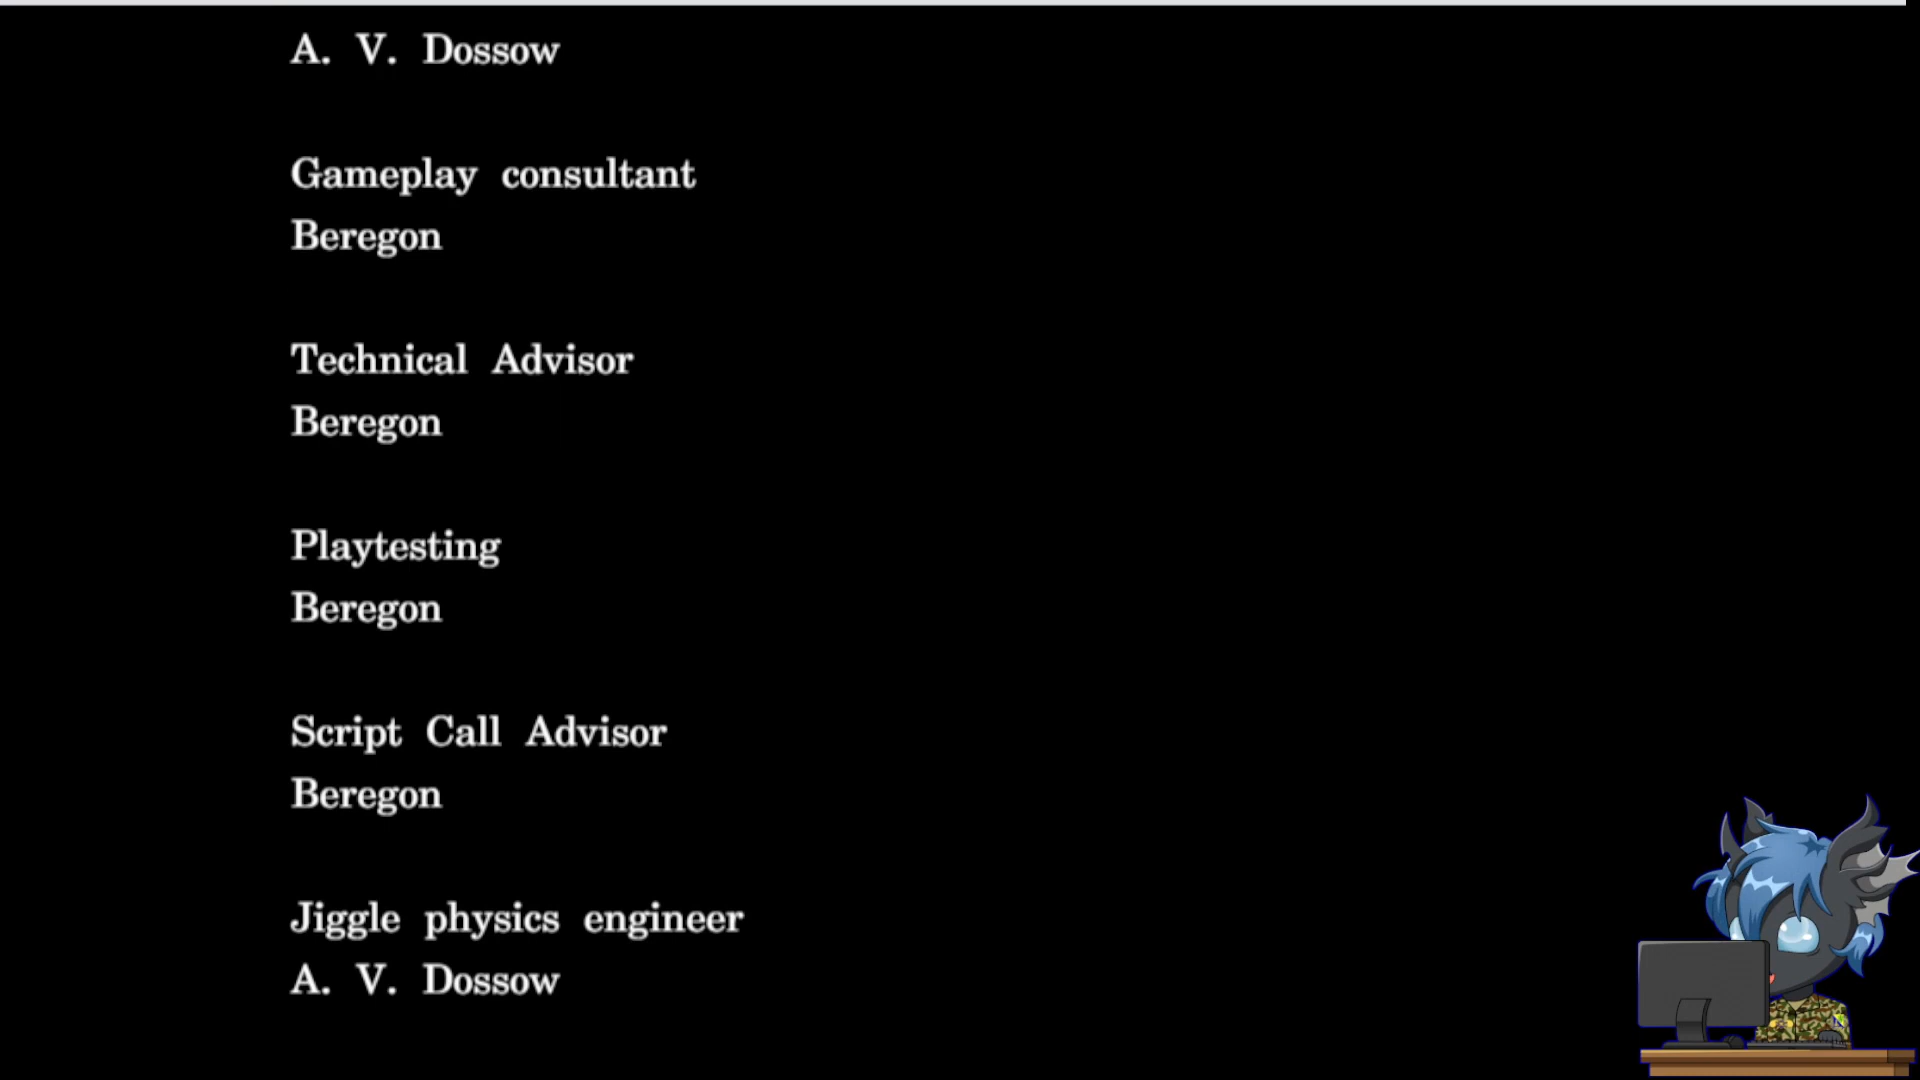 A. V. Dossow
Gameplay consultant
Beregon
Technical Advisor
Beregon
Playtesting
Beregon
Script Call Advisor
Beregon
Jiggle physics engineer
A. V. Dossow